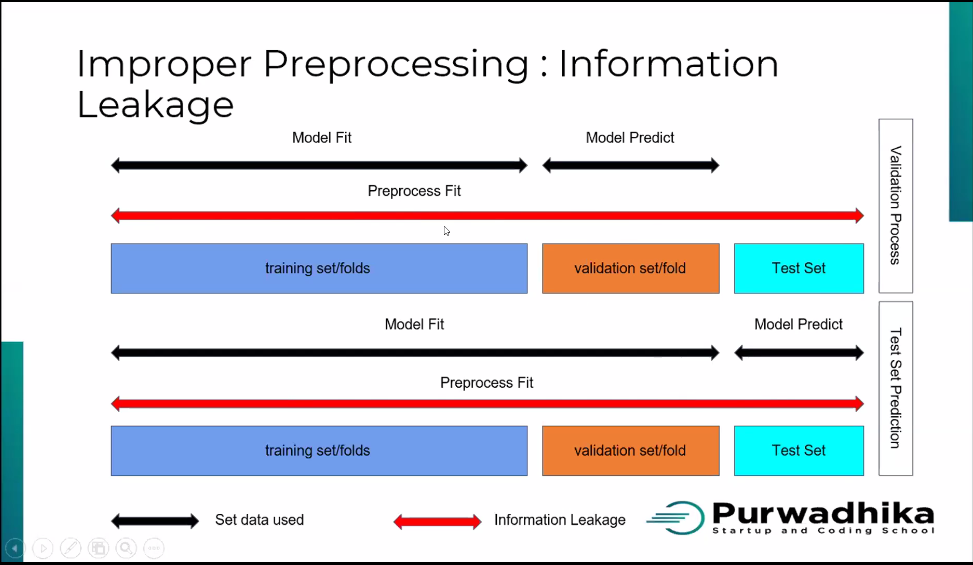 Improper Preprocessing : Information
Leakage
Model Fit
Model Predict
Preprocess Fit
training set/folds
validation set/fold
Test Set
Validation Process
Model Fit
Model Predict
Preprocess Fit
training set/folds
validation set/fold
Test Set
Test Set Prediction
Set data used
Information Leakage
Purwadhika
Startup and Coding School